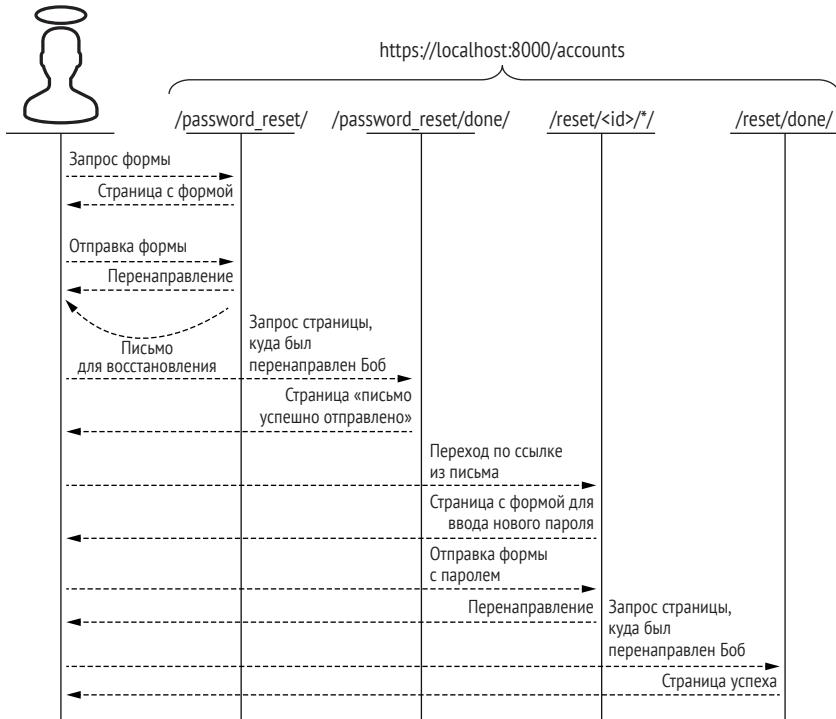 https://localhost:8000/accounts
/password_reset/
/password_reset/done/
/reset/<id>/*/
/reset/done/
Запрос формы
Страница с формой
Отправка формы
Перенаправление
Письмо
для восстановления
Запрос страницы,
куда был
перенаправлен Боб
Страница «письмо
успешно отправлено»
Переход по ссылке
из письма
Страница с формой для
ввода нового пароля
Отправка формы
с паролем
Перенаправление
Запрос страницы,
куда был
перенаправлен Боб
Страница успеха